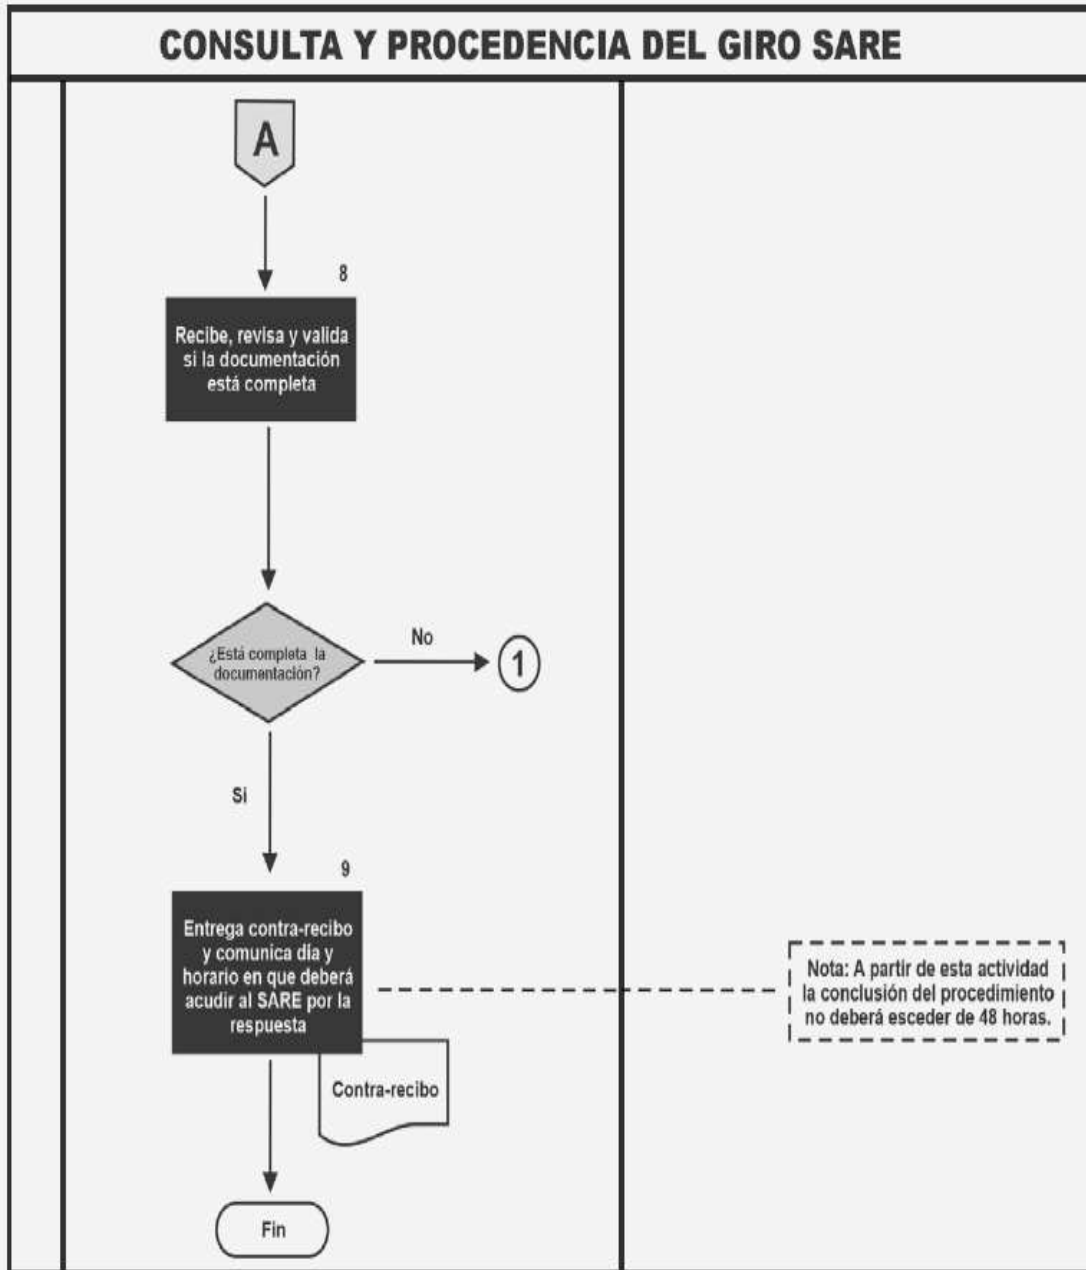 CONSULTA Y PROCEDENCIA DEL GIRO SARE
A
8
Recibe, revisa y valida
si la documentación
está completa
¿Está completa la
documentación?
No
1
Si
9
Entrega contra-recibo
y comunica día y
horario en que deberá
acudir al SARE por la
respuesta
Nota: A partir de esta actividad
la conclusión del procedimiento
no deberá esceder de 48 horas.
Contra-recibo
Fin